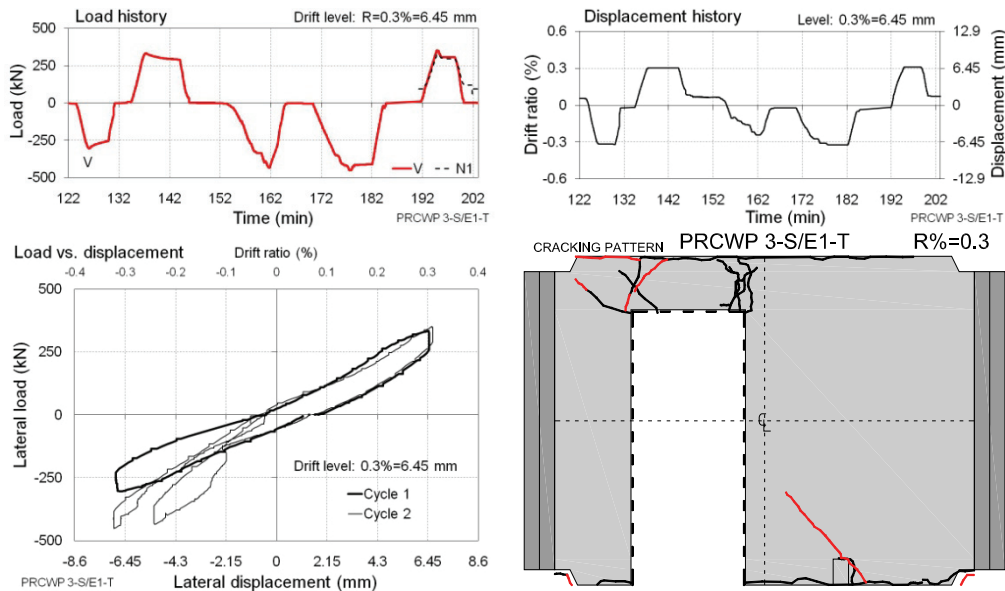 Load history
Drift level: R=0.3%=6.45 mm
Load (kN)
500
250
0
-250
-500
V
V N1
122 132 142 152 162 172 182 192 202
Time (min)
PRCWP 3-S/E1-T
Displacement history
Level: 0.3%=6.45 mm
Drift ratio (%)
0.6
0.3
0
-0.3
-0.6
12.9
6.45
0
-6.45
-12.9
Displacement (mm)
122 132 142 152 162 172 182 192 202
Time (min)
PRCWP 3-S/E1-T
Load vs. displacement
Drift ratio (%)
-0.4 -0.3 -0.2 -0.1 0 0.1 0.2 0.3 0.4
Lateral load (kN)
500
250
0
-250
-500
Drift level: 0.3%=6.45 mm
Cycle 1
Cycle 2
-8.6 -6.45 -4.3 -2.15 0 2.15 4.3 6.45 8.6
PRCWP 3-S/E1-T
Lateral displacement (mm)
CRACKING PATTERN PRCWP 3-S/E1-T R%=0.3
℄